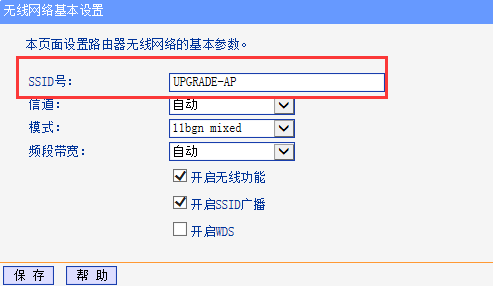 无线网络基本设置
本页面设置路由器无线网络的基本参数。
SSID号： UPGRADE-AP
信道： 自动
模式： 11bgn mixed
频段带宽： 自动
开启无线功能
开启SSID广播
开启WDS
保 存 帮 助